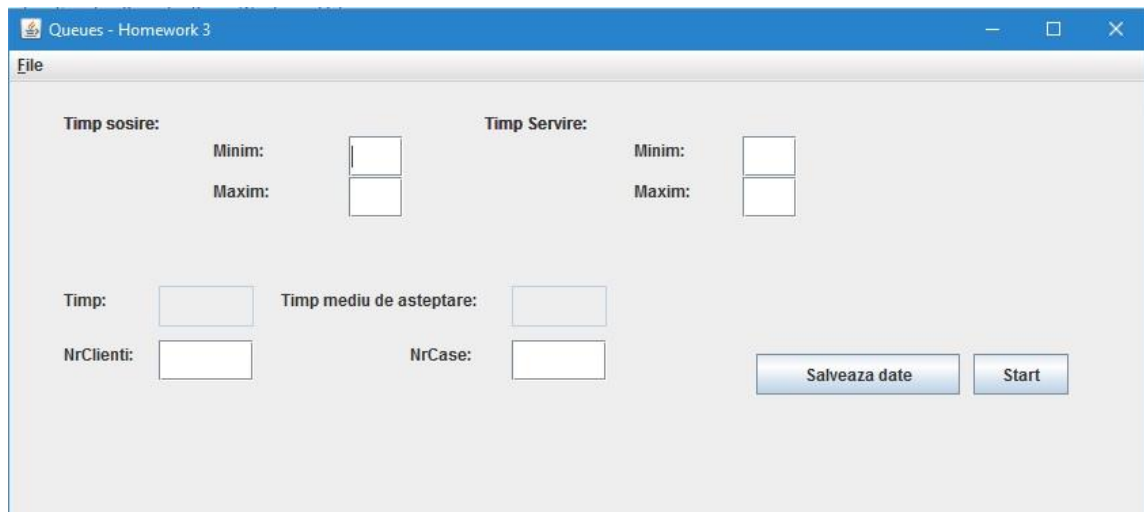 Queues - Homework 3
File
Timp sosire: Timp Servire:
Minim: Minim:
Maxim: Maxim:
Timp: Timp mediu de asteptare:
NrClienti: NrCase:
Salveaza date Start